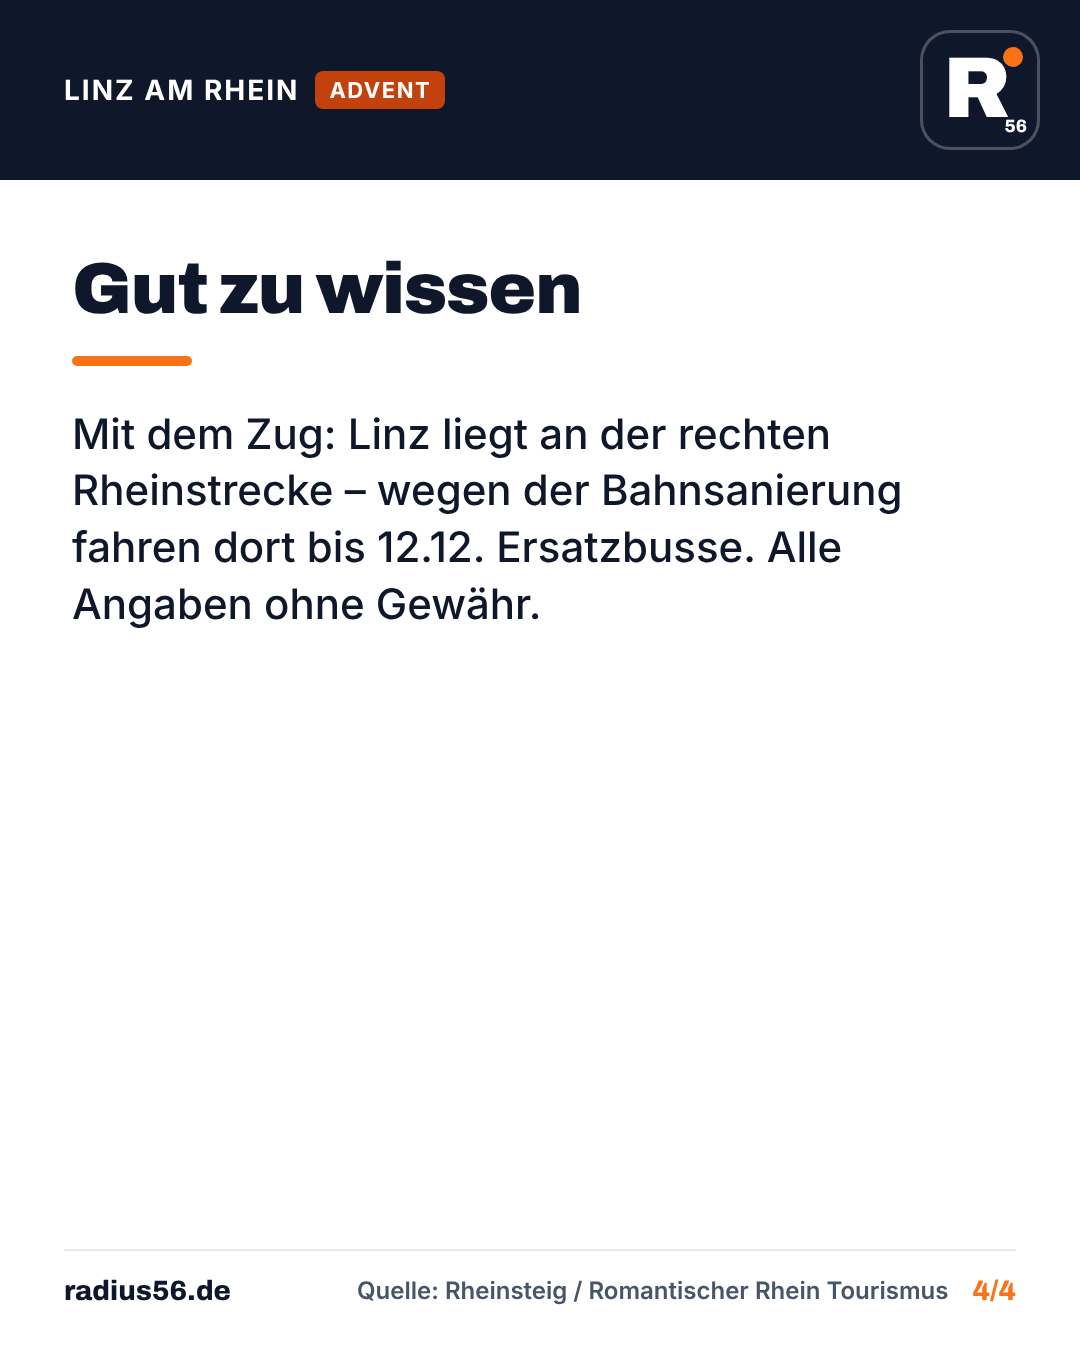 LINZ AM RHEIN ADVENT
R
56
Gut zu wissen
Mit dem Zug: Linz liegt an der rechten
Rheinstrecke – wegen der Bahnsanierung
fahren dort bis 12.12. Ersatzbusse. Alle
Angaben ohne Gewähr.
radius56.de Quelle: Rheinsteig / Romantischer Rhein Tourismus 4/4